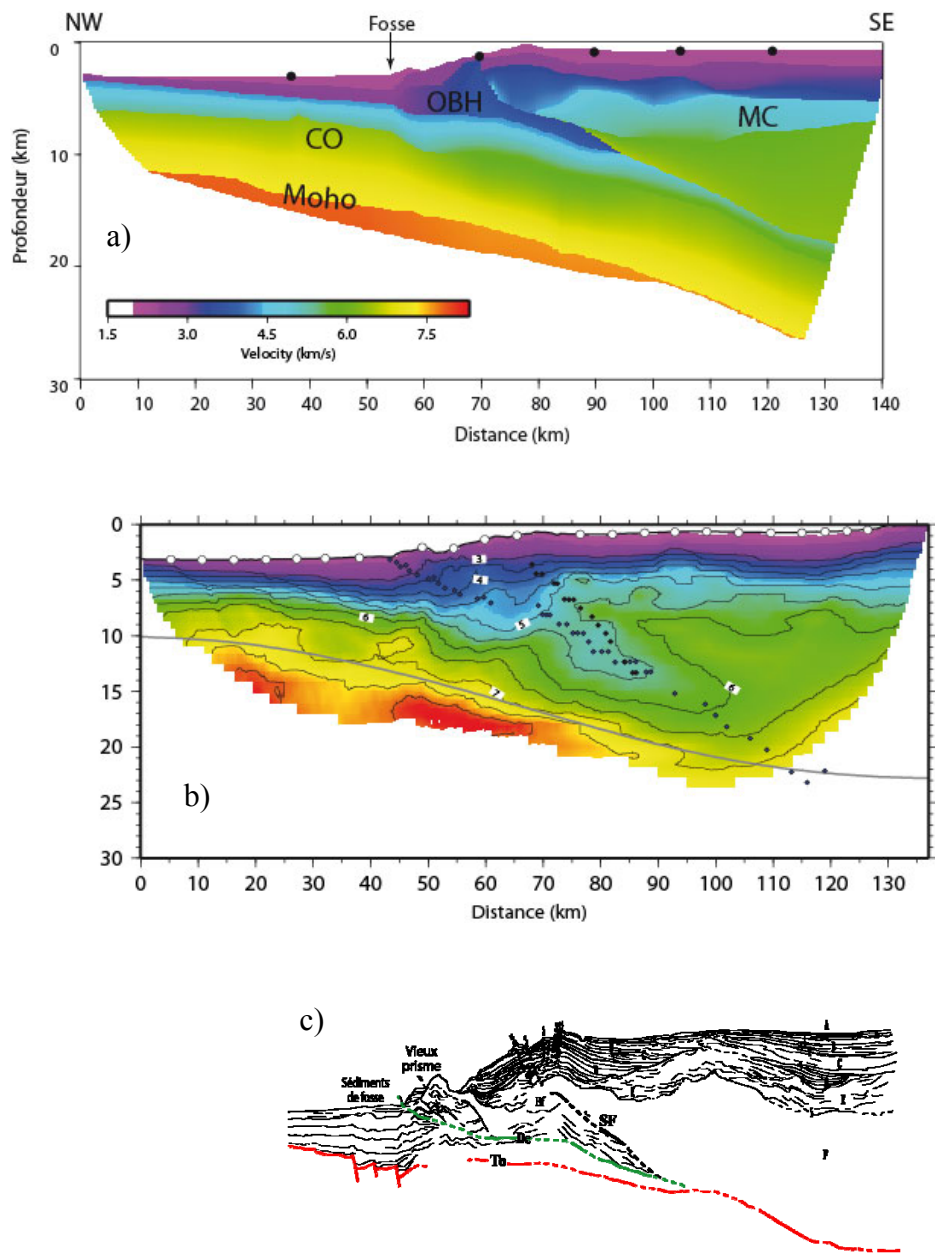 NW
Fosse
SE
0
10
20
30
Profondeur (km)
OBH
MC
CO
Moho
a)
1.5 3.0 4.5 6.0 7.5
Velocity (km/s)
0 10 20 30 40 50 60 70 80 90 100 110 120 130 140
Distance (km)
0
5
10
15
20
25
30
3
4
5
6
6
7
b)
0 10 20 30 40 50 60 70 80 90 100 110 120 130
Distance (km)
c)
Vieux
prisme
Sédiments
de fosse
SF
De
To
A
F